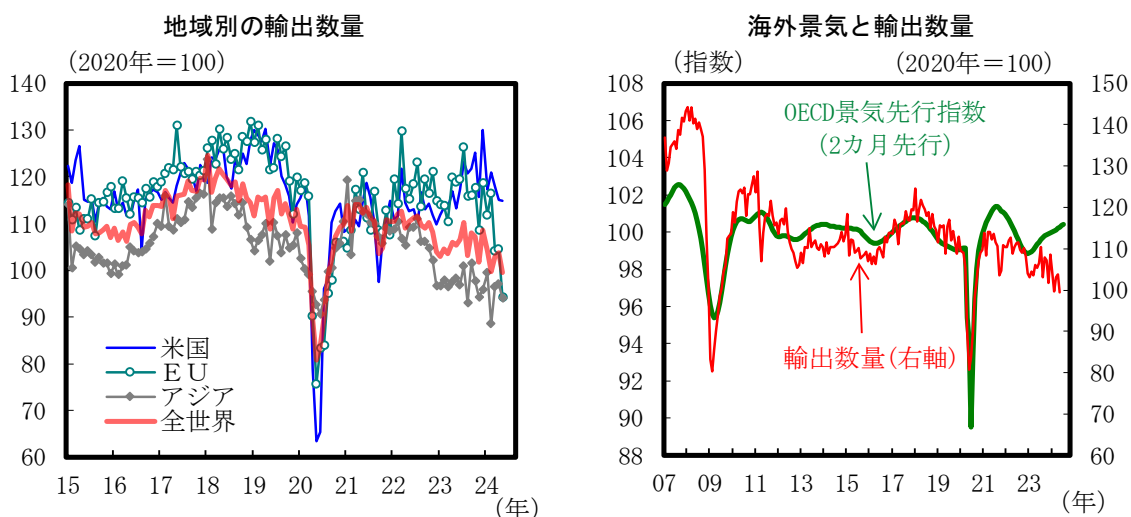 地域別の輸出数量
(2020年＝100)
140
130
120
110
100
90
80
70
60
米国
ＥＵ
アジア
全世界
15 16 17 18 19 20 21 22 23 24
(年)
海外景気と輸出数量
(指数) (2020年＝100)
108
106
104
102
100
98
96
94
92
90
88
150
140
130
120
110
100
90
80
70
60
OECD景気先行指数
(2カ月先行)
輸出数量(右軸)
07 09 11 13 15 17 19 21 23
(年)